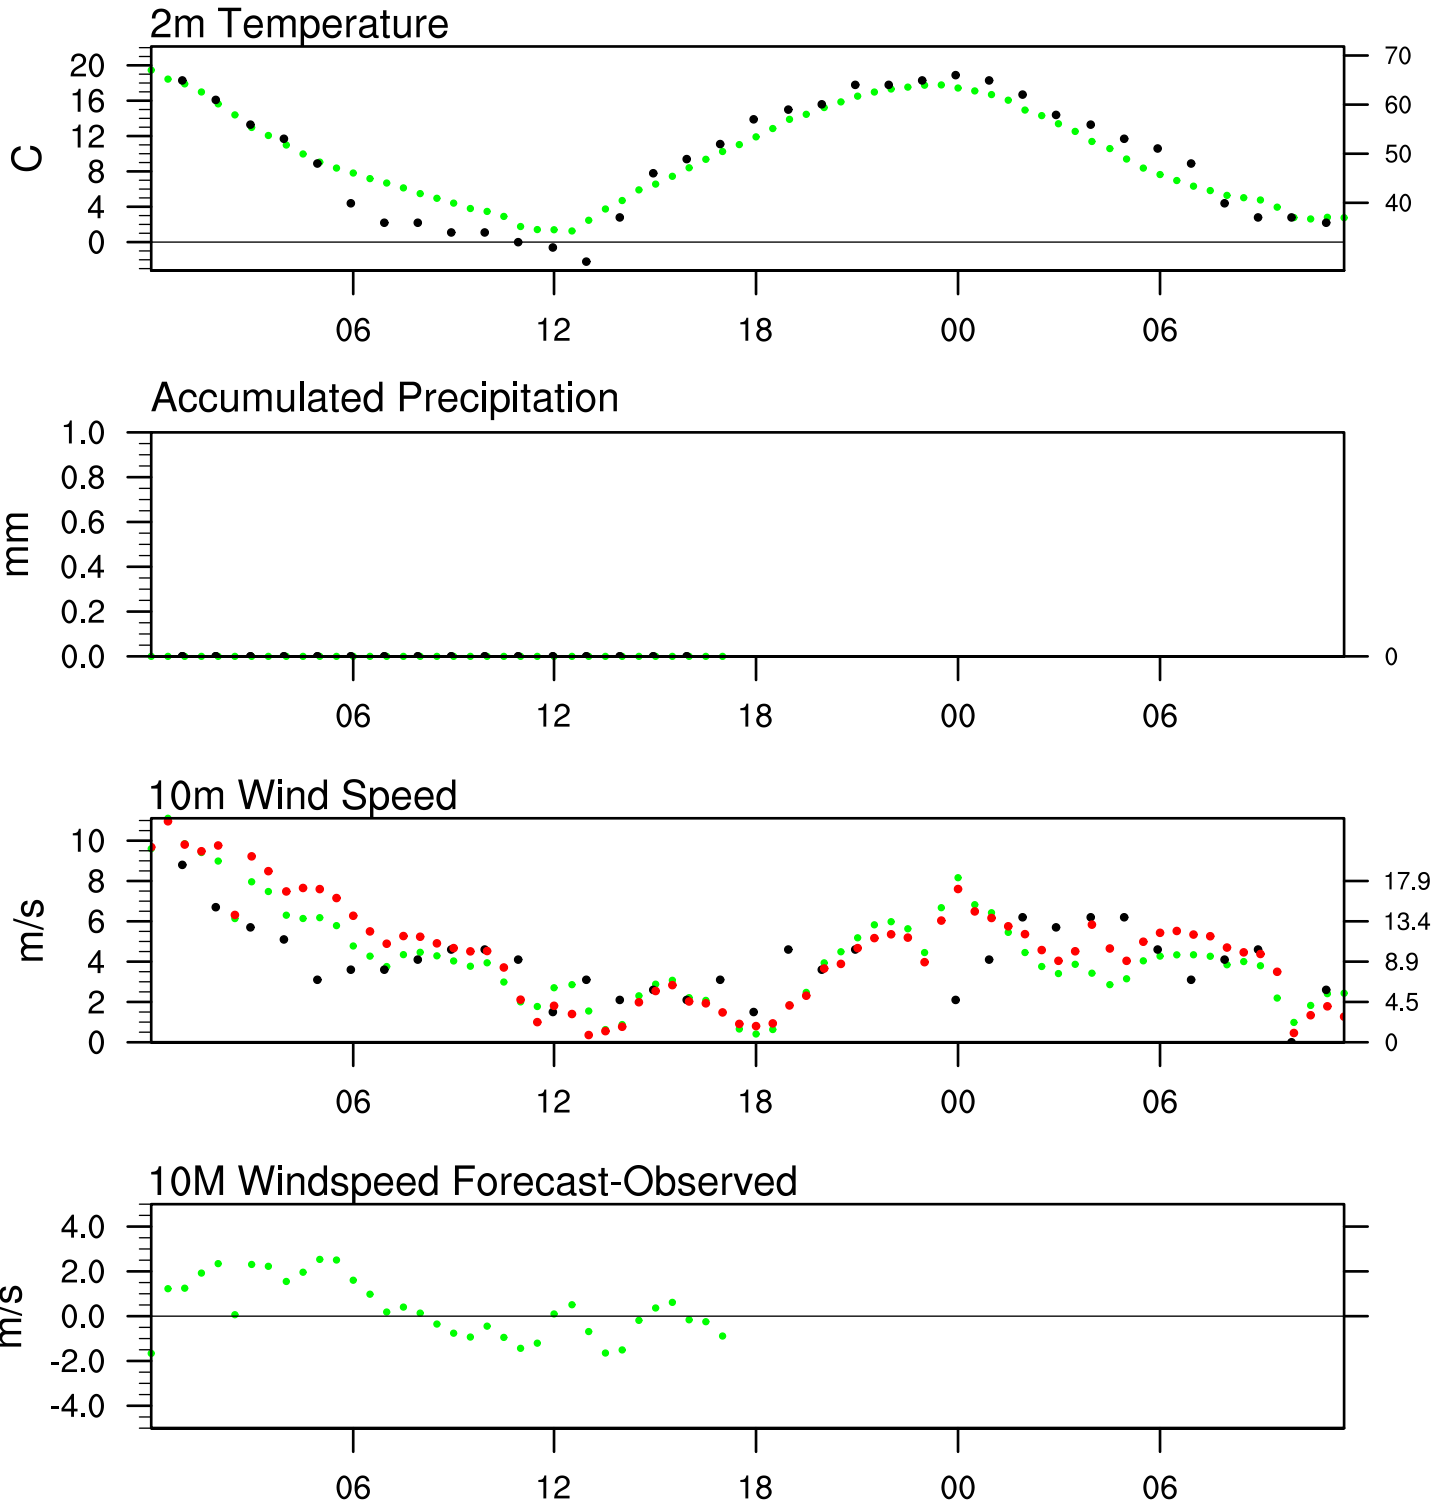 2m Temperature
20
16
12
8
4
0
C
70
60
50
40
06 12 18 00 06
Accumulated Precipitation
1.0
0.8
0.6
0.4
0.2
0.0
mm
0
06 12 18 00 06
10m Wind Speed
10
8
6
4
2
0
m/s
17.9
13.4
8.9
4.5
0
06 12 18 00 06
10M Windspeed Forecast-Observed
4.0
2.0
0.0
-2.0
-4.0
m/s
06 12 18 00 06